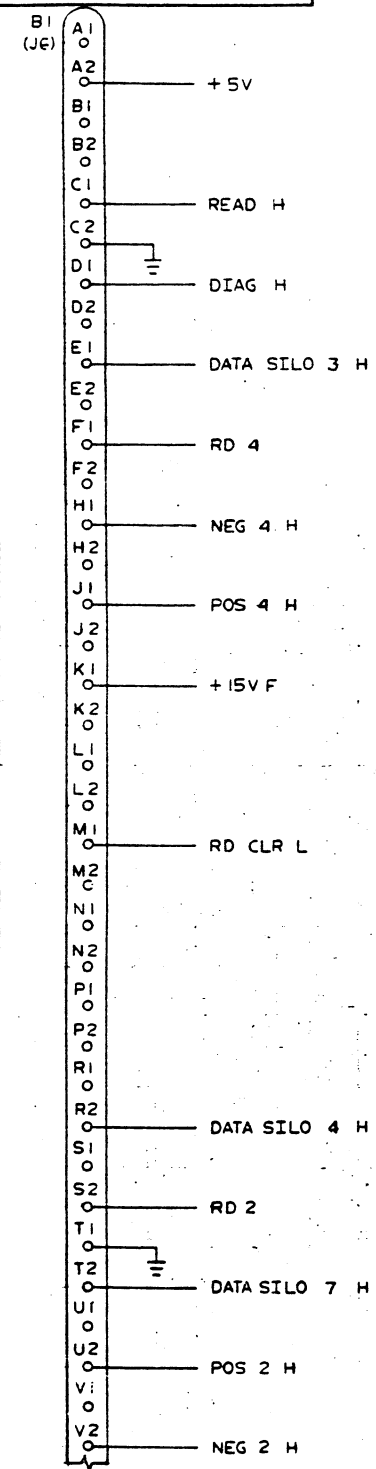 B1
(J6)
A1
A2 +5V
B1
B2
C1 READ H
C2
D1 DIAG H
D2
E1 DATA SILO 3 H
E2
F1 RD 4
F2
H1 NEG 4 H
H2
J1 POS 4 H
J2
K1 +15V F
K2
L1
L2
M1 RD CLR L
M2
N1
N2
P1
P2
R1
R2 DATA SILO 4 H
S1
S2 RD 2
T1
T2 DATA SILO 7 H
U1
U2 POS 2 H
V1
V2 NEG 2 H